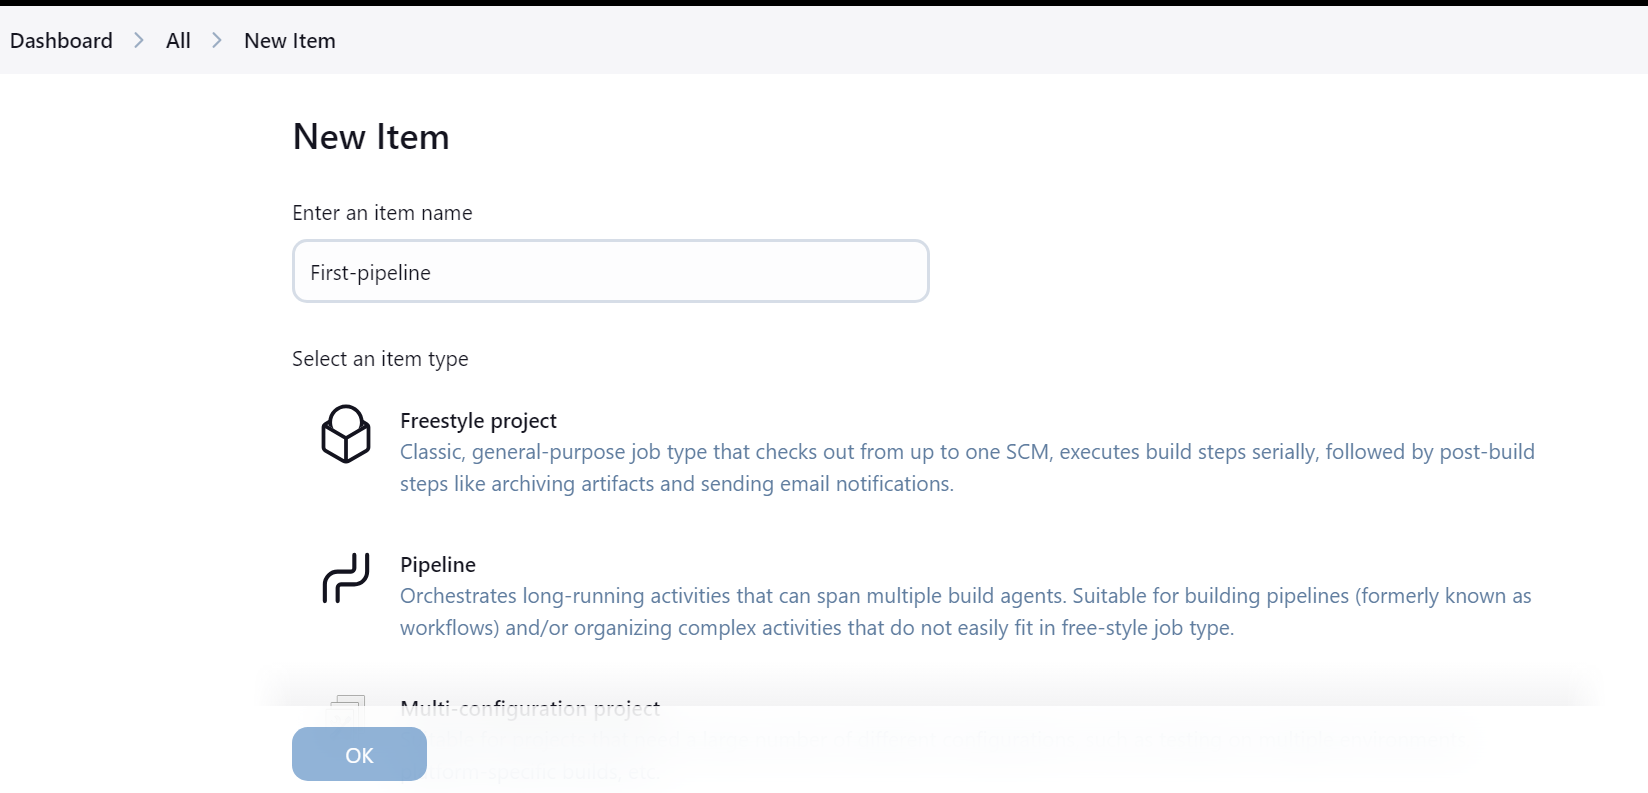 Dashboard > All > New Item
New Item
Enter an item name
First-pipeline
Select an item type
Freestyle project
Classic, general-purpose job type that checks out from up to one SCM, executes build steps serially, followed by post-build
steps like archiving artifacts and sending email notifications.
Pipeline
Orchestrates long-running activities that can span multiple build agents. Suitable for building pipelines (formerly known as
workflows) and/or organizing complex activities that do not easily fit in free-style job type.
Multi-configuration project
OK